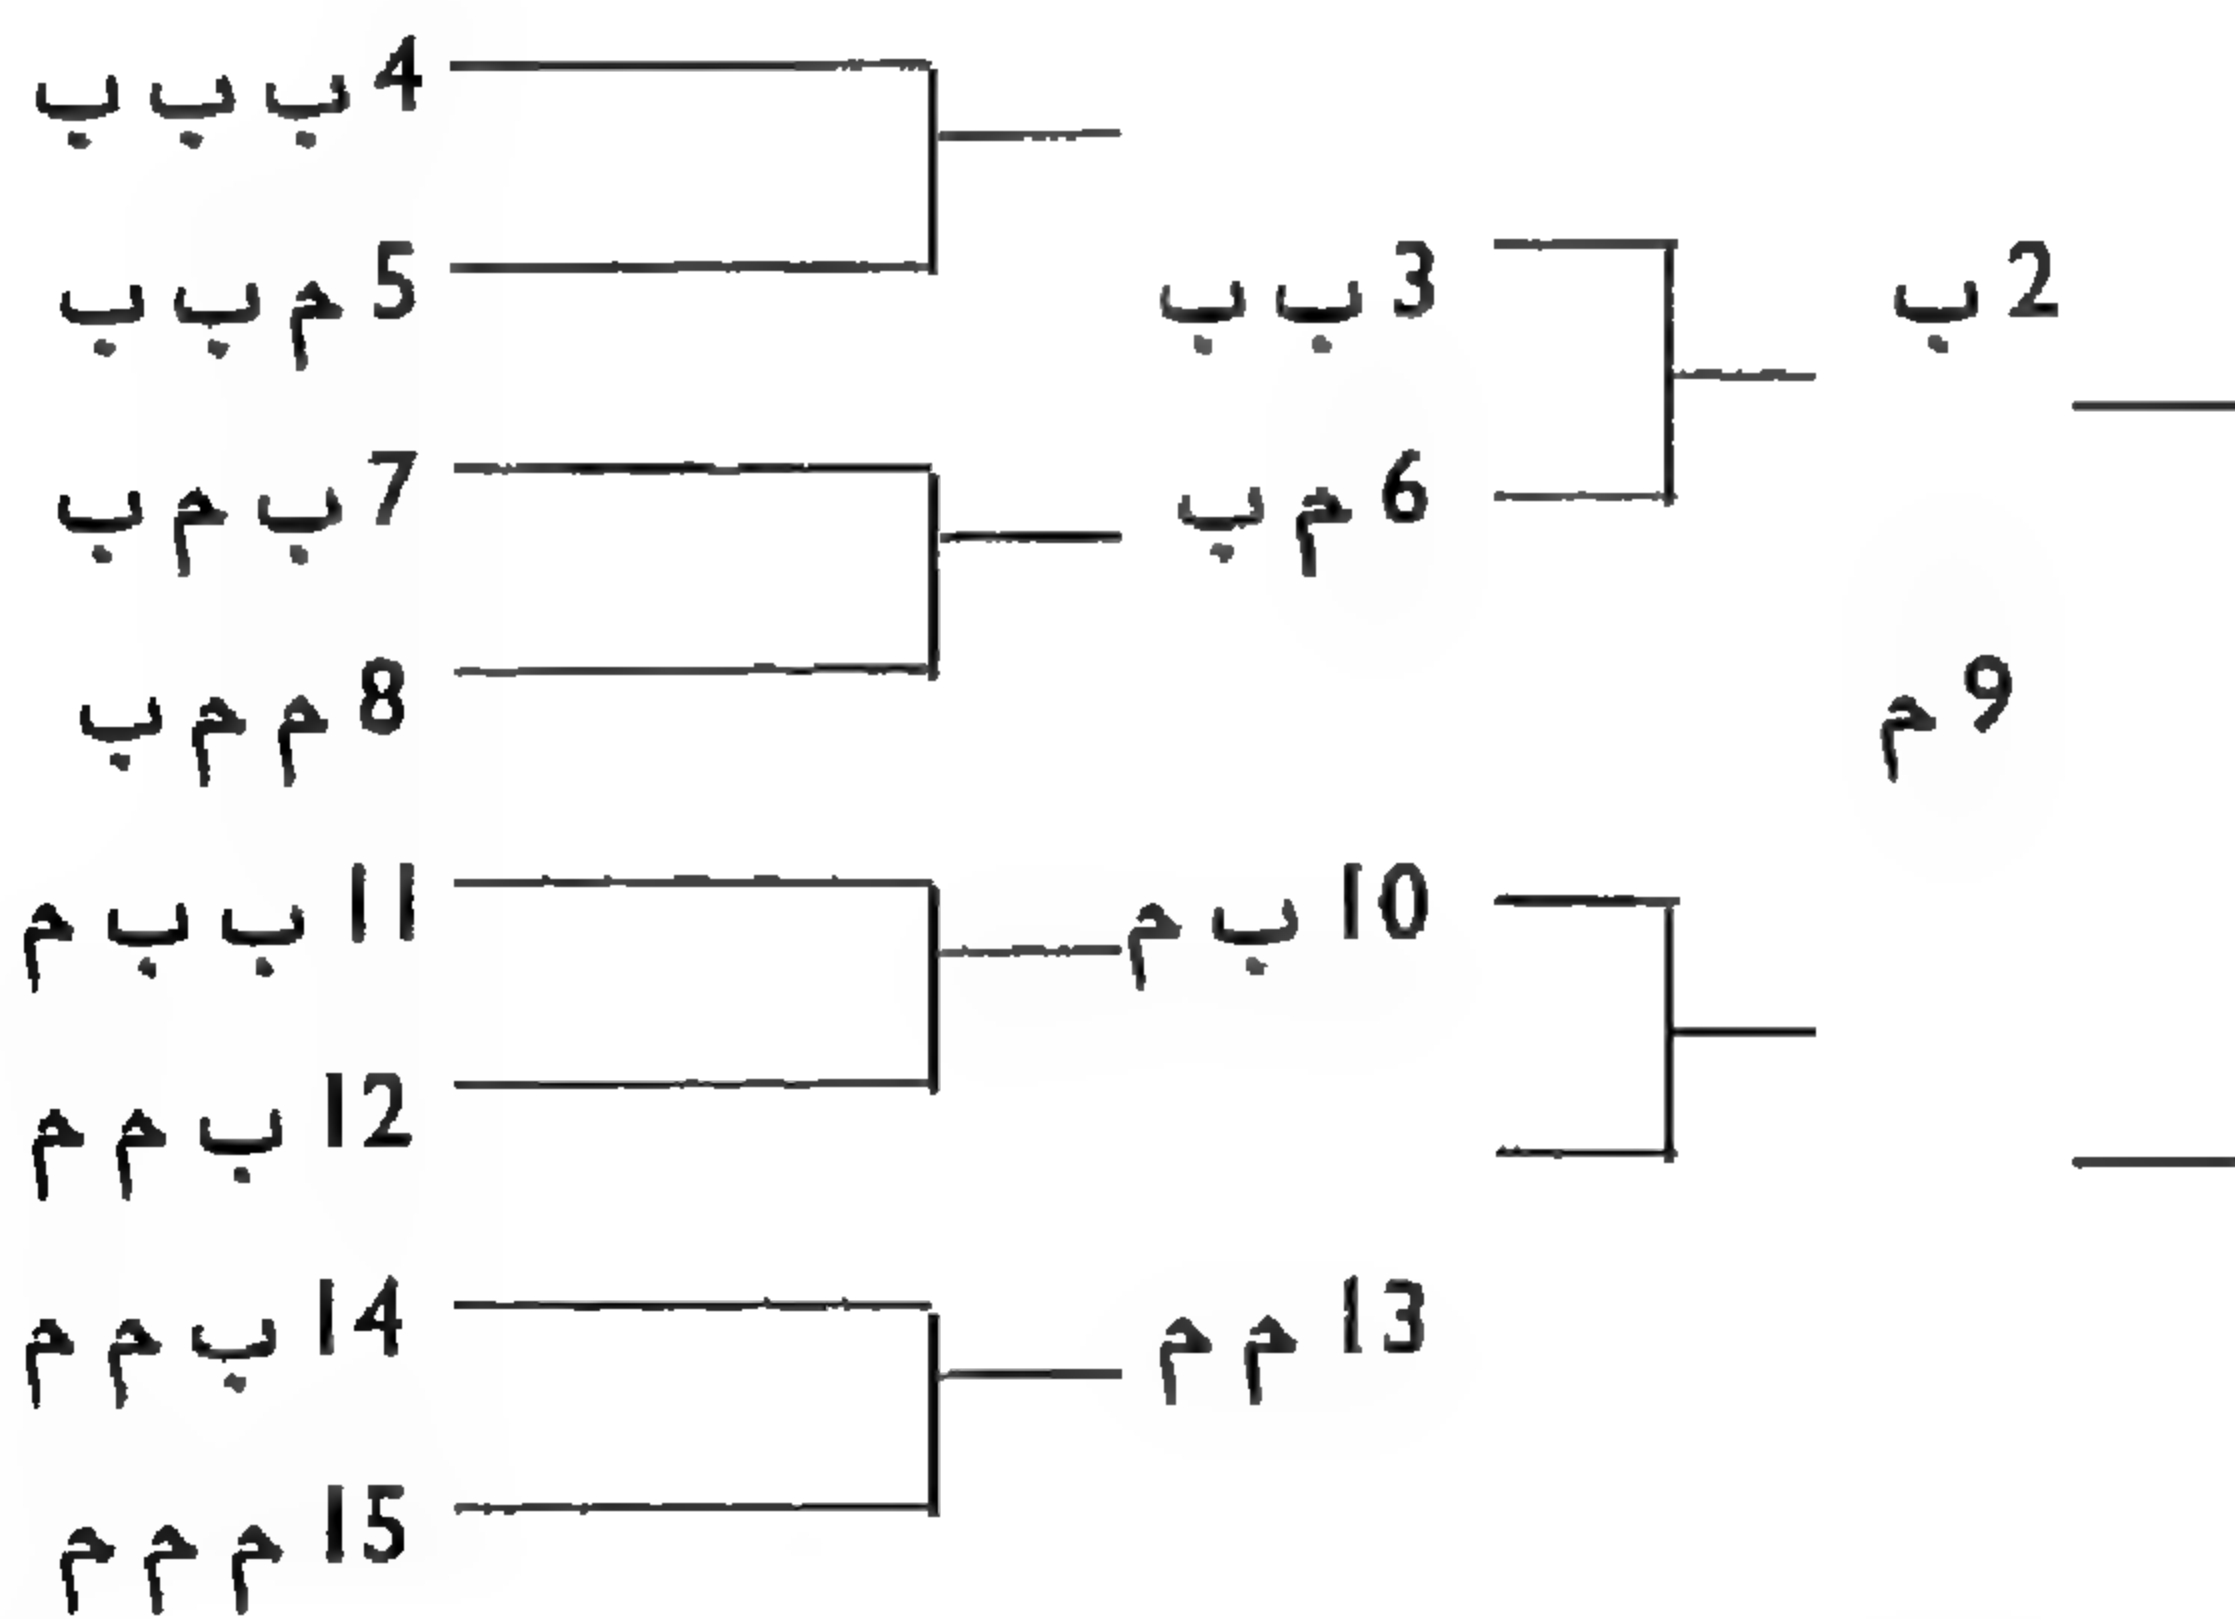 4 ب ب ب
2 ب
3 ب ب
5 م ب ب
6 م ب
7 ب م ب
9 م
8 م م ب
10 ب م
11 ب ب م
12 ب م م
13 م م
14 ب م م
15 م م م